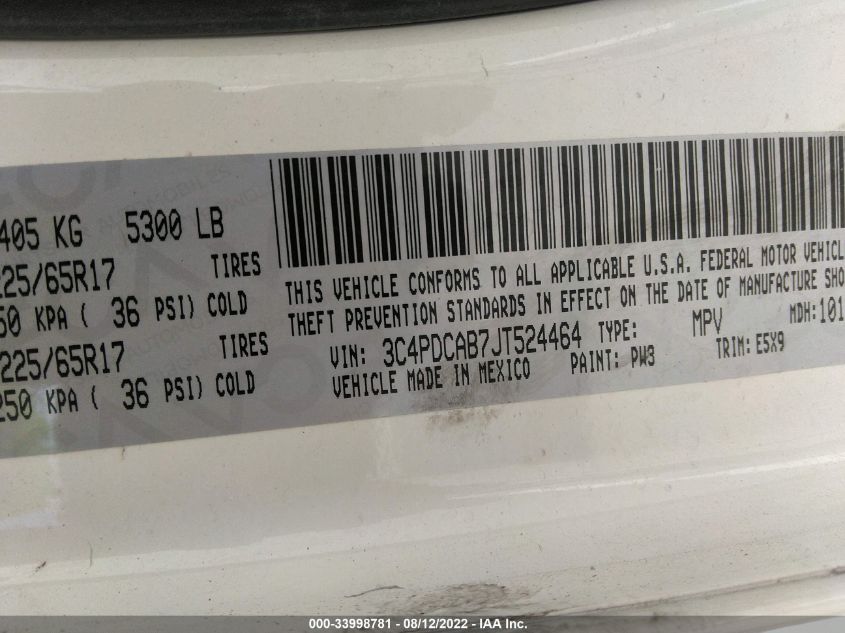 405 KG 5300 LB
225/65R17 TIRES
50 KPA ( 36 PSI) COLD
225/65R17 TIRES
250 KPA ( 36 PSI) COLD
THIS VEHICLE CONFORMS TO ALL APPLICABLE U.S.A. FEDERAL MOTOR VEHICL
THEFT PREVENTION STANDARDS IN EFFECT ON THE DATE OF MANUFACTURE SHO
VIN: 3C4PDCAB7JT524464 TYPE: MPV MDH: 101
VEHICLE MADE IN MEXICO PAINT: PW3 TRIM: E5X9
000-33998781 - 08/12/2022 - IAA Inc.